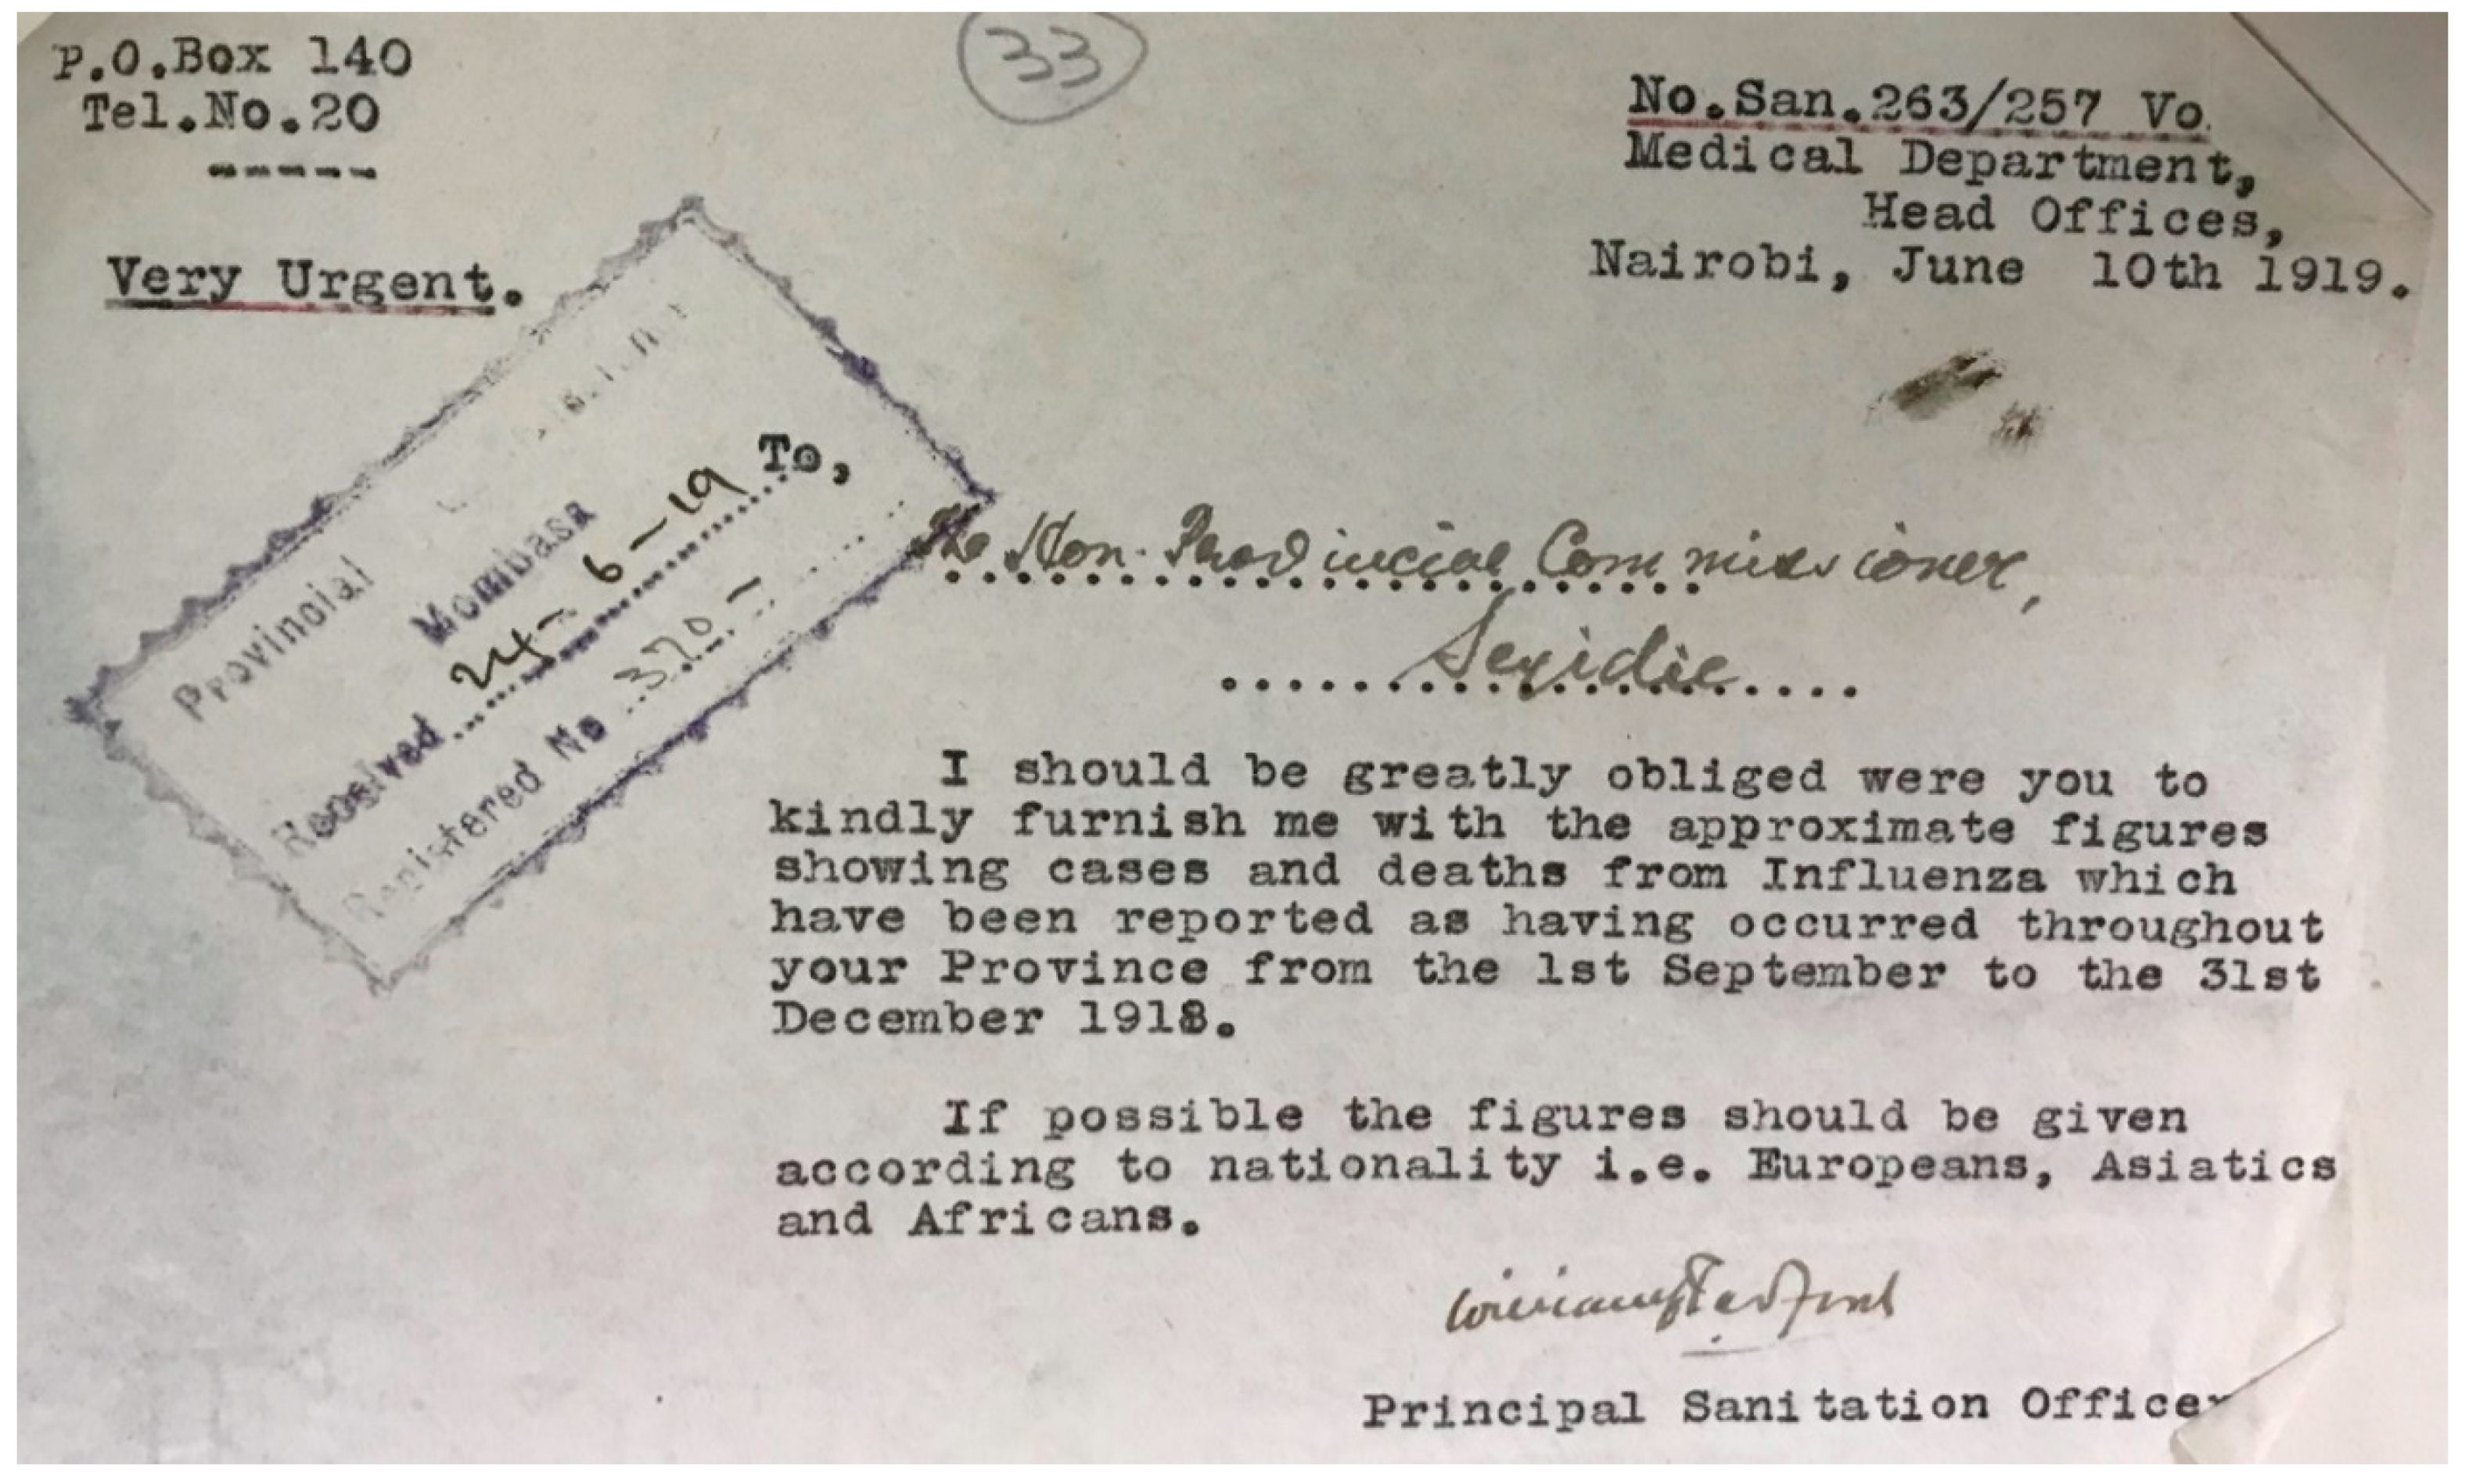 33
P.O.Box 140
Tel.No.20
-----
Very Urgent.
No.San.263/257 Vo
Medical Department,
Head Offices,
Nairobi, June 10th 1919.
Provincial
Mombasa
Received 24-6-19
Registered No 370-
To,
The Hon. Provincial Commissioner,
Seyidie
I should be greatly obliged were you to
kindly furnish me with the approximate figures
showing cases and deaths from Influenza which
have been reported as having occurred throughout
your Province from the 1st September to the 31st
December 1918.
If possible the figures should be given
according to nationality i.e. Europeans, Asiatics
and Africans.
Principal Sanitation Officer